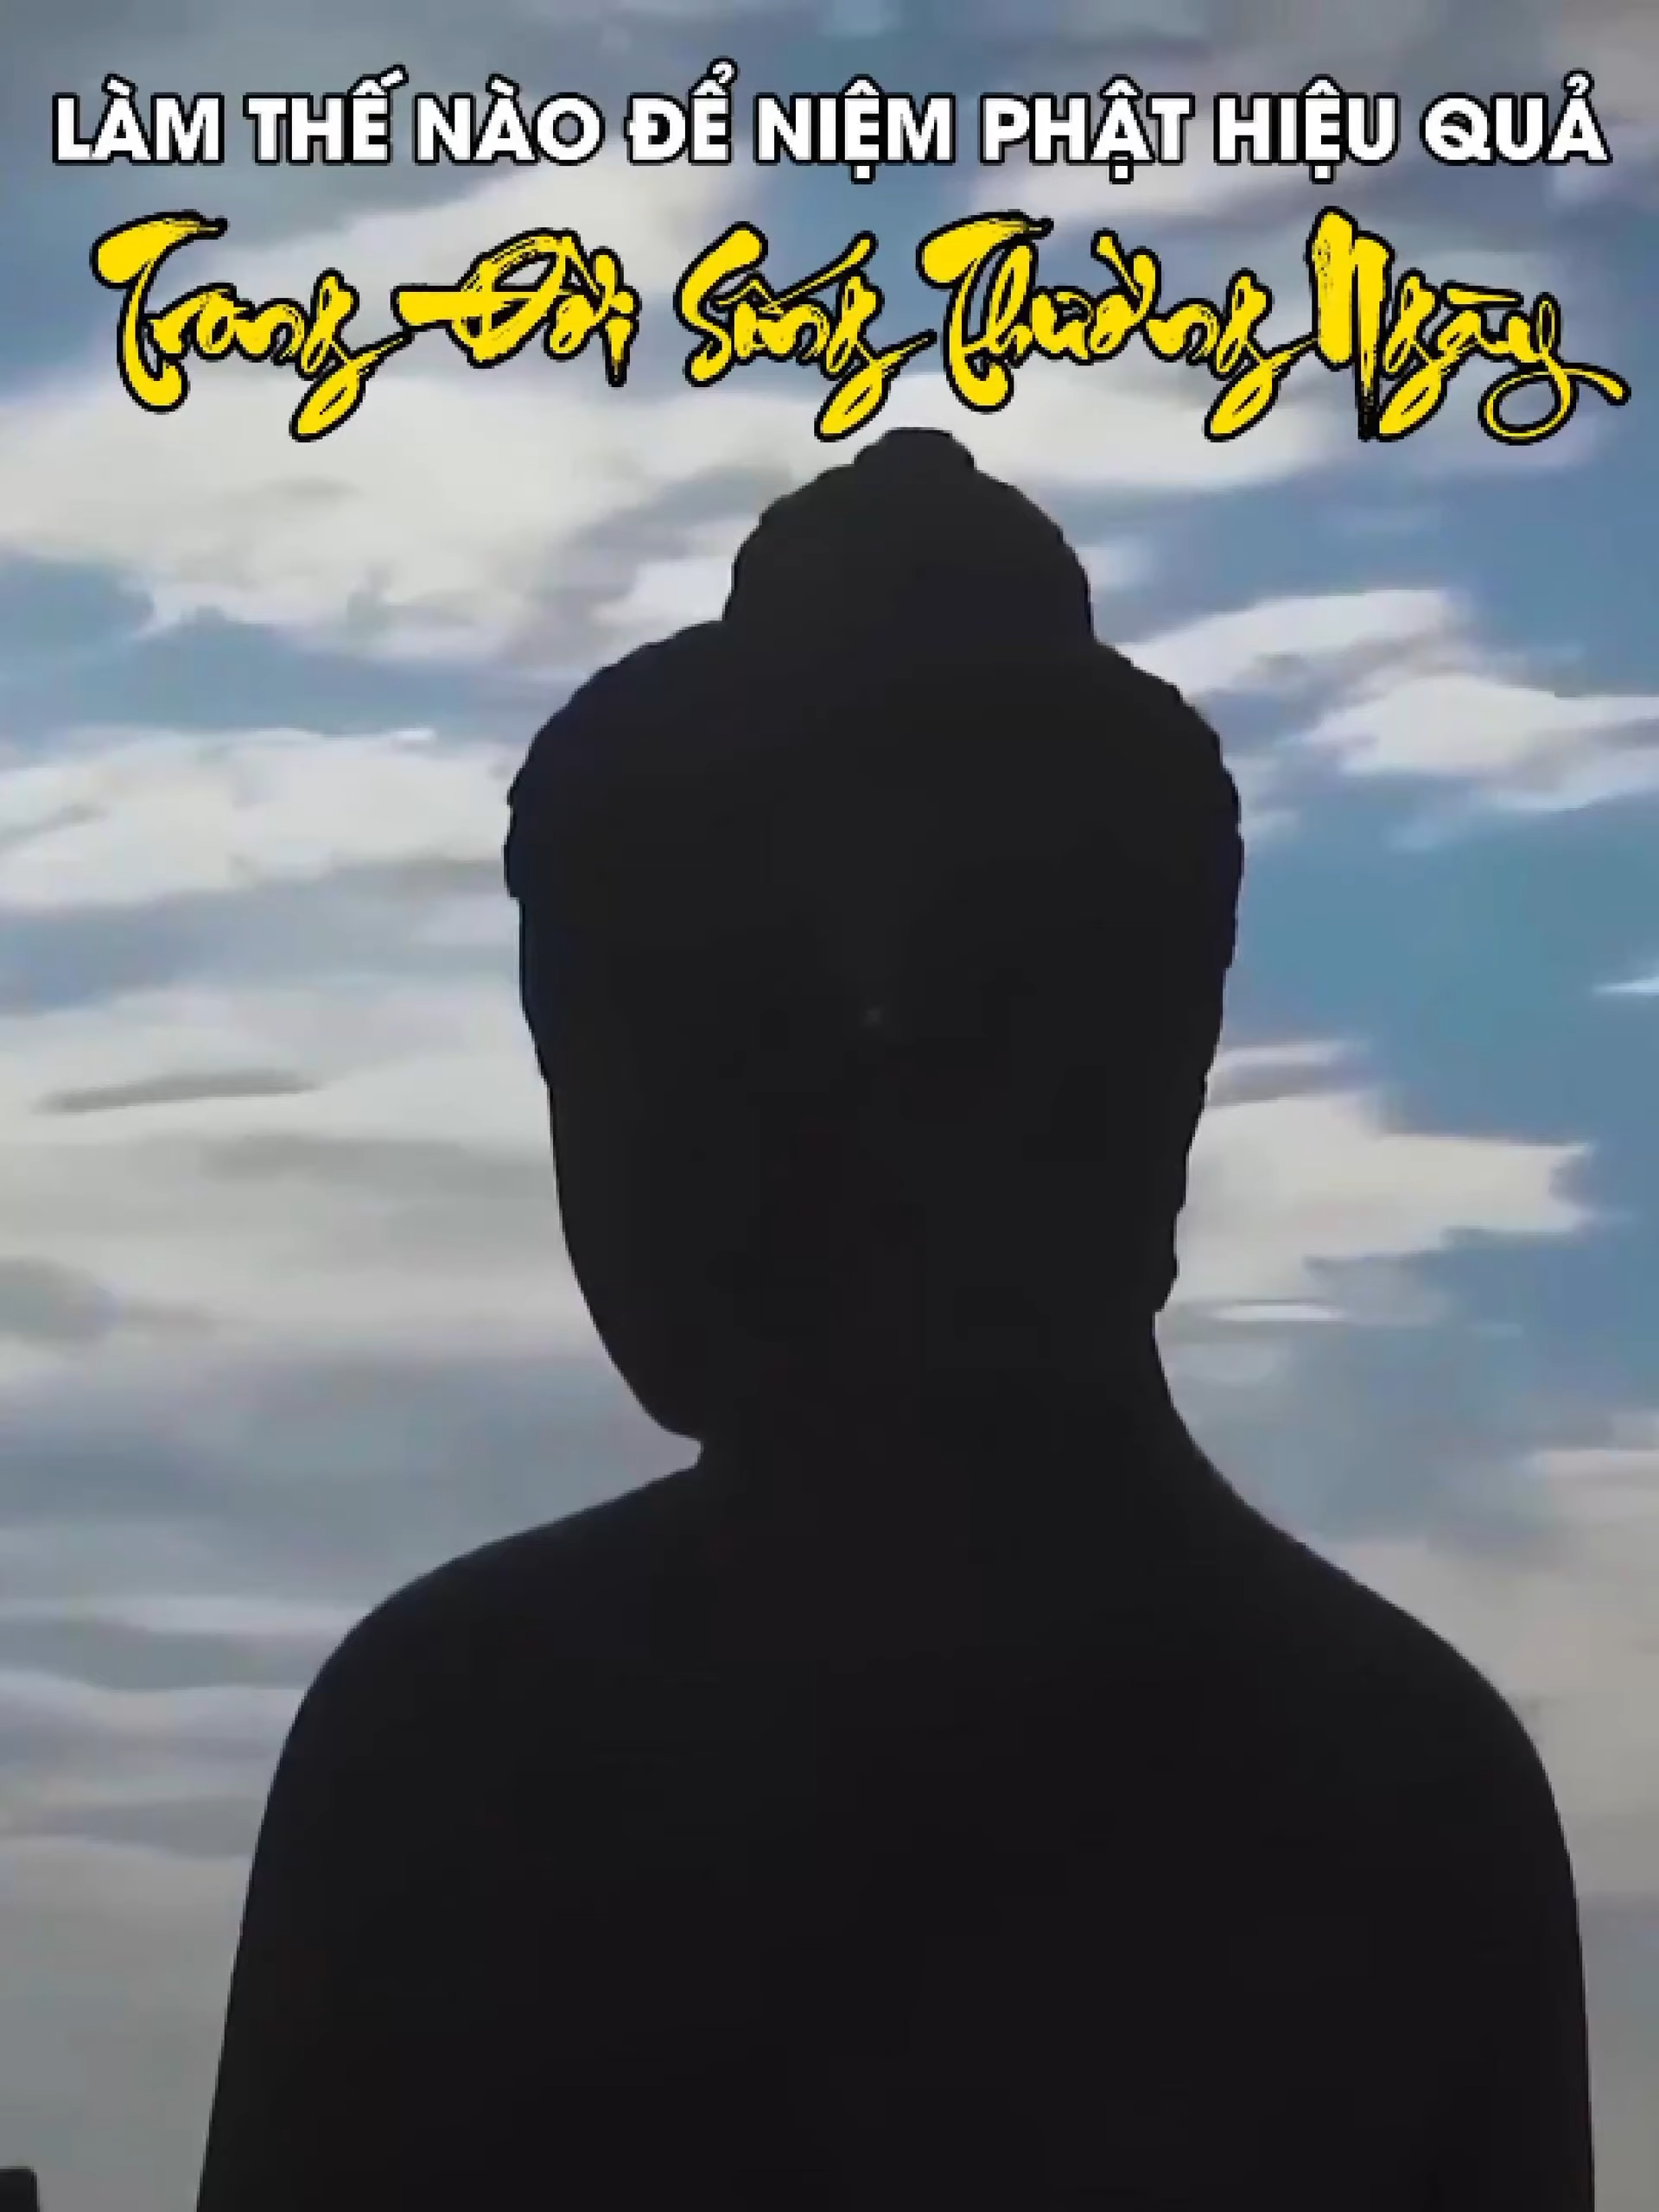 LÀM THẾ NÀO ĐỂ NIỆM PHẬT HIỆU QUẢ
Trong Đời Sống Thường Ngày